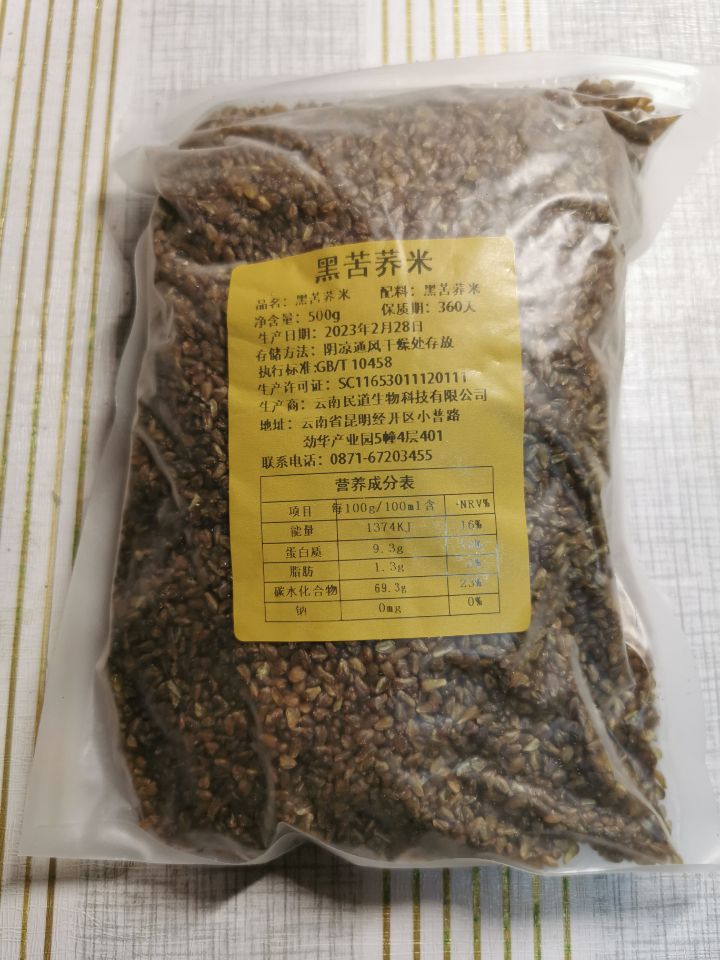 黑苦荞米
品名：黑苦荞米 配料：黑苦荞米
净含量：500g 保质期：360天
生产日期：2023年2月28日
存储方法：阴凉通风干燥处存放
执行标准:GB/T 10458
生产许可证：SC11653011120111
生产商：云南民道生物科技有限公司
地址：云南省昆明经开区小普路
劲华产业园5幢4层401
联系电话：0871-67203455
营养成分表
项目 每100g/100ml含 NRV%
能量 1374KJ 16%
蛋白质 9.3g
脂肪 1.3g
碳水化合物 69.3g 23%
钠 0mg 0%